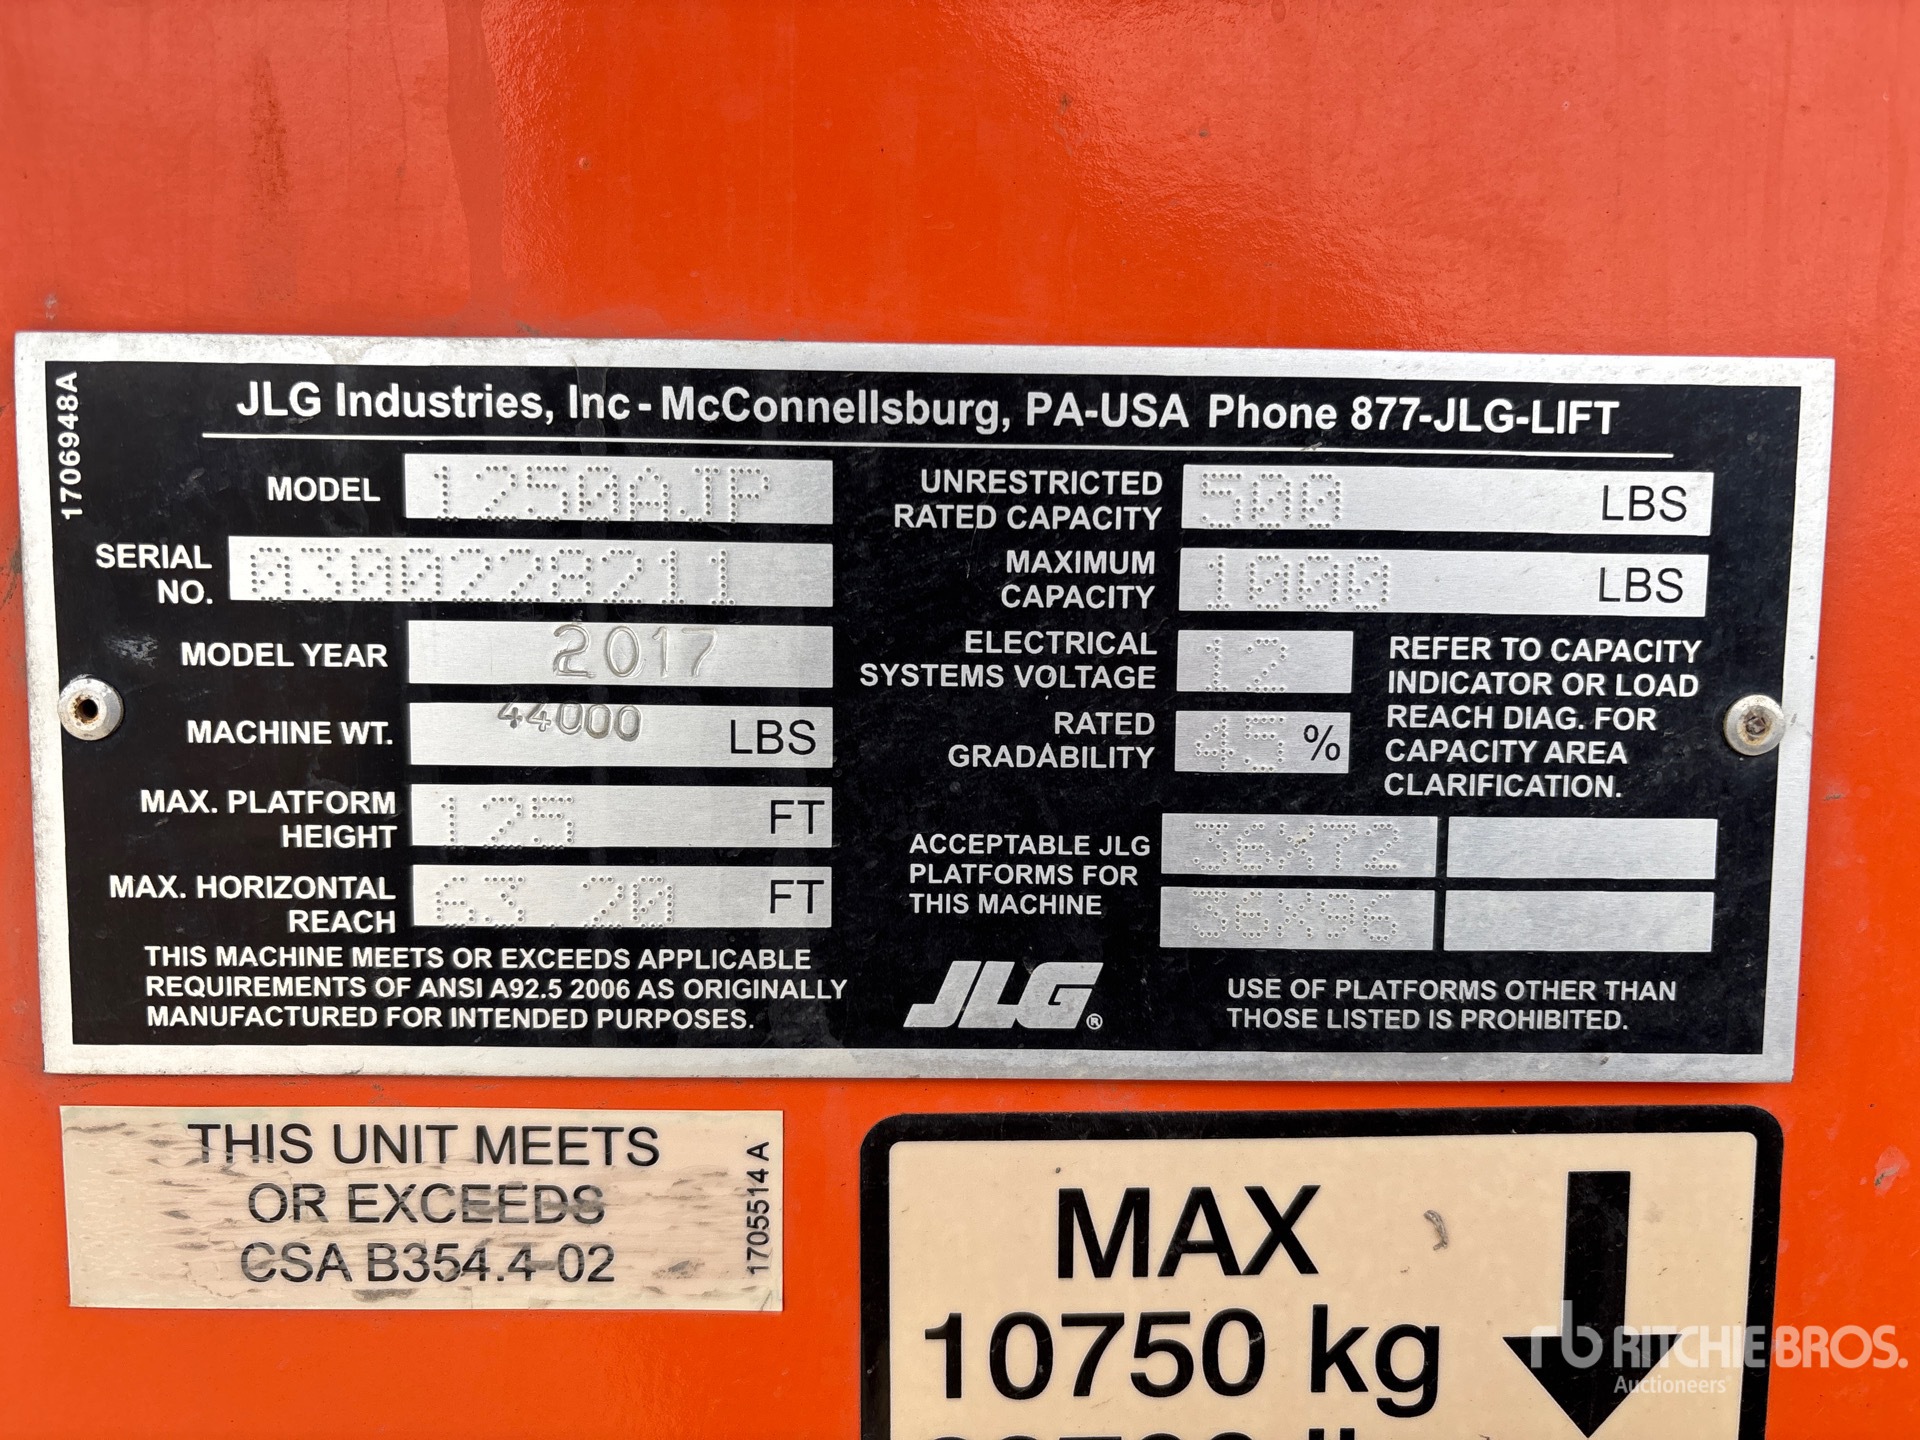 1706948A
JLG Industries, Inc - McConnellsburg, PA-USA Phone 877-JLG-LIFT
MODEL 1250AJP
SERIAL NO. 0300228211
MODEL YEAR 2017
MACHINE WT. 44000 LBS
MAX. PLATFORM HEIGHT 125 FT
MAX. HORIZONTAL REACH 63.20 FT
THIS MACHINE MEETS OR EXCEEDS APPLICABLE
REQUIREMENTS OF ANSI A92.5 2006 AS ORIGINALLY
MANUFACTURED FOR INTENDED PURPOSES.
UNRESTRICTED RATED CAPACITY 500 LBS
MAXIMUM CAPACITY 1000 LBS
ELECTRICAL SYSTEMS VOLTAGE 12
RATED GRADABILITY 45 %
REFER TO CAPACITY
INDICATOR OR LOAD
REACH DIAG. FOR
CAPACITY AREA
CLARIFICATION.
ACCEPTABLE JLG
PLATFORMS FOR
THIS MACHINE
36XT2
36X96
JLG®
USE OF PLATFORMS OTHER THAN
THOSE LISTED IS PROHIBITED.
THIS UNIT MEETS
OR EXCEEDS
CSA B354.4-02
1705514 A
MAX
10750 kg
rb RITCHIE BROS.
Auctioneers